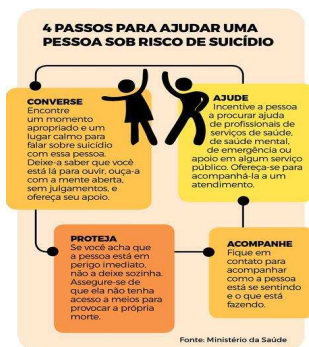 4 PASSOS PARA AJUDAR UMA
PESSOA SOB RISCO DE SUICÍDIO
CONVERSE
Encontre
um momento
apropriado e um
lugar calmo para
falar sobre suicídio
com essa pessoa.
Deixe-a saber que você
está lá para ouvir, ouça-a
com a mente aberta,
sem julgamentos, e
ofereça seu apoio.
AJUDE
Incentive a pessoa
a procurar ajuda
de profissionais de
serviços de saúde,
de saúde mental,
de emergência ou
apoio em algum serviço
público. Ofereça-se para
acompanhá-la a um
atendimento.
PROTEJA
Se você acha que
a pessoa está em
perigo imediato,
não a deixe sozinha.
Assegure-se de
que ela não tenha
acesso a meios para
provocar a própria
morte.
ACOMPANHE
Fique em
contato para
acompanhar
como a pessoa
está se sentindo
e o que está
fazendo.
Fonte: Ministério da Saúde